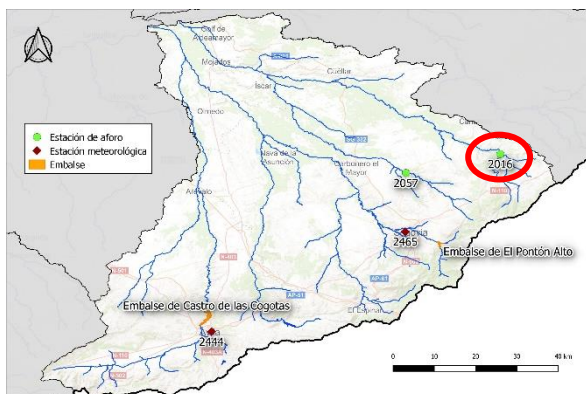 Olmedo
Íscar
Cuéllar
Nava de la
Asunción
Carbonero el
Mayor
Arévalo
Estación de aforo
Estación meteorológica
Embalse
2016
2057
2465
Embalse de El Pontón Alto
AP-61
El Espinar
Embalse de Castro de las Cogotas
2444
0 10 20 30 40 km